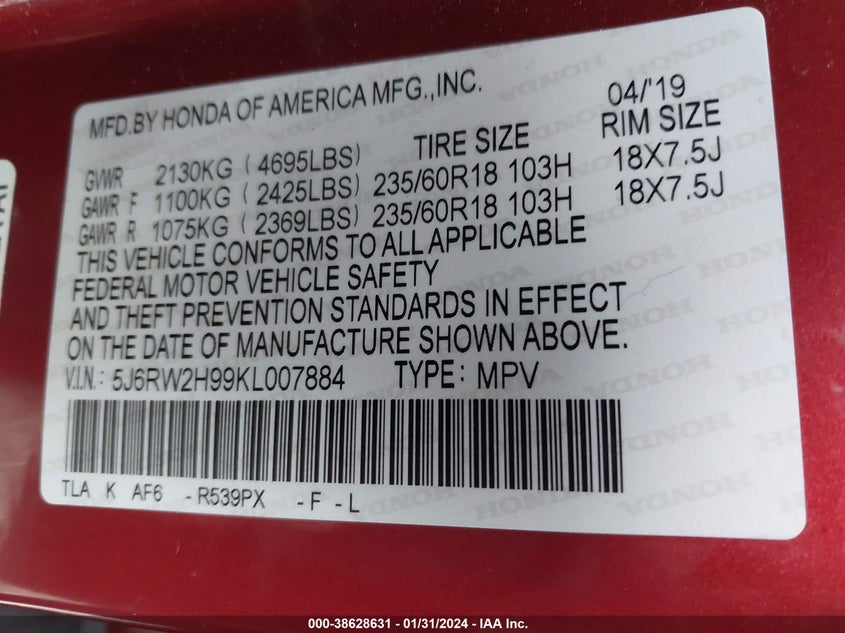 MFD.BY HONDA OF AMERICA MFG.,INC. 04/'19
TIRE SIZE RIM SIZE
GVWR 2130KG ( 4695LBS)
GAWR F 1100KG ( 2425LBS) 235/60R18 103H 18X7.5J
GAWR R 1075KG ( 2369LBS) 235/60R18 103H 18X7.5J
THIS VEHICLE CONFORMS TO ALL APPLICABLE
FEDERAL MOTOR VEHICLE SAFETY
AND THEFT PREVENTION STANDARDS IN EFFECT
ON THE DATE OF MANUFACTURE SHOWN ABOVE.
V.I.N.: 5J6RW2H99KL007884 TYPE: MPV
TLA K AF6 -R539PX -F -L
000-38628631 - 01/31/2024 - IAA Inc.